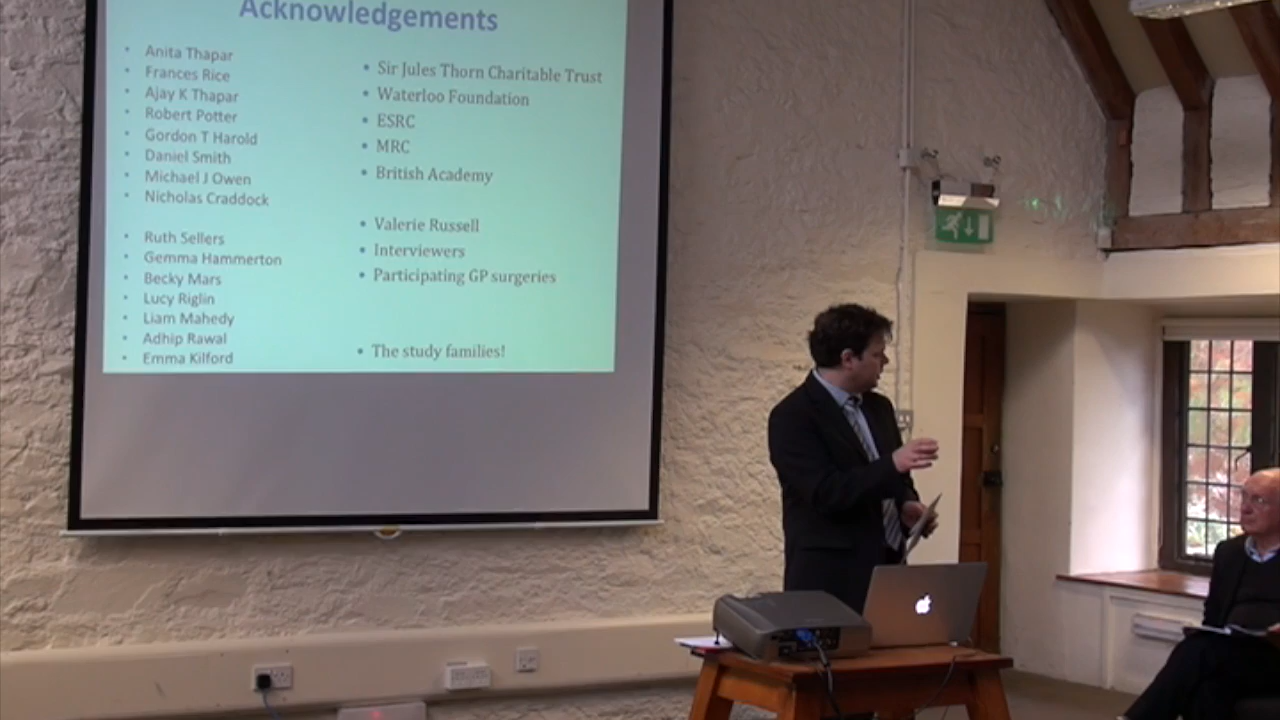 Acknowledgements
• Anita Thapar
• Frances Rice
• Ajay K Thapar
• Robert Potter
• Gordon T Harold
• Daniel Smith
• Michael J Owen
• Nicholas Craddock
• Ruth Sellers
• Gemma Hammerton
• Becky Mars
• Lucy Riglin
• Liam Mahedy
• Adhip Rawal
• Emma Kilford
• Sir Jules Thorn Charitable Trust
• Waterloo Foundation
• ESRC
• MRC
• British Academy
• Valerie Russell
• Interviewers
• Participating GP surgeries
• The study families!